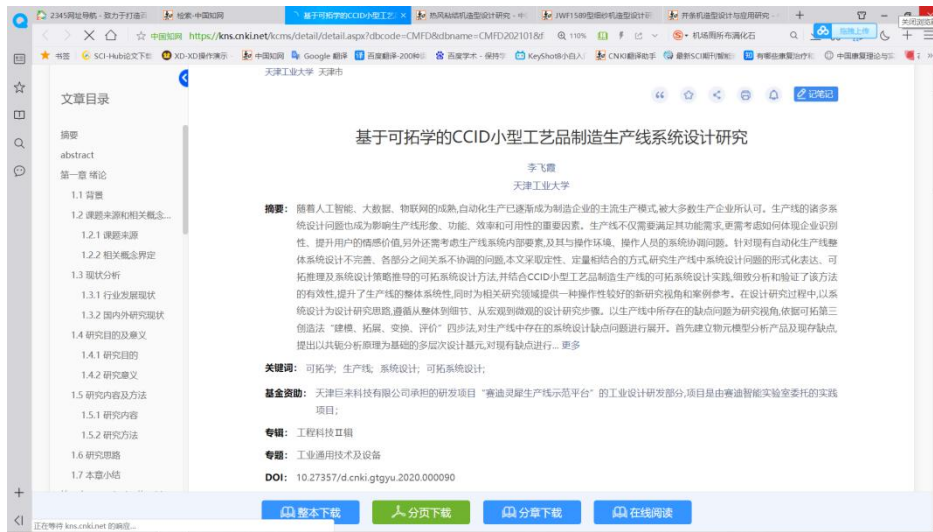 2345网址导航 - 致力于打造百
检索-中国知网
基于可拓学的CCID小型工艺
热风粘结机造型设计研究 - 中
JWF1589型细纱机造型设计研
开条机造型设计与应用研究 -
关闭浏览
中国知网 https://kns.cnki.net/kcms/detail/detail.aspx?dbcode=CMFD&dbname=CMFD202101&f
110%
机场厕所布满化石
拖拽上传
书签
SCI-Hub论文下载
XD-XD操作演示
中国知网
Google 翻译
百度翻译-200种
百度学术 - 保持学
KeyShot8小白入
CNKI翻译助手
最新SCI期刊智能
有哪些康复治疗
中国康复理论与实
天津工业大学 天津市
记笔记
文章目录
摘要
abstract
第一章 绪论
1.1 背景
1.2 课题来源和相关概念...
1.2.1 课题来源
1.2.2 相关概念界定
1.3 现状分析
1.3.1 行业发展现状
1.3.2 国内外研究现状
1.4 研究目的及意义
1.4.1 研究目的
1.4.2 研究意义
1.5 研究内容及方法
1.5.1 研究内容
1.5.2 研究方法
1.6 研究思路
1.7 本章小结
基于可拓学的CCID小型工艺品制造生产线系统设计研究
李飞霞
天津工业大学
摘要： 随着人工智能、大数据、物联网的成熟,自动化生产已逐渐成为制造企业的主流生产模式,被大多数生产企业所认可。生产线的诸多系
统设计问题也成为影响生产线形象、功能、效率和可用性的重要因素。生产线不仅需要满足其功能需求,更需考虑如何体现企业识别
性、提升用户的情感价值,另外还需考虑生产线系统内部要素,及其与操作环境、操作人员的系统协调问题。针对现有自动化生产线整
体系统设计不完善、各部分之间关系不协调的问题,本文采取定性、定量相结合的方式,研究生产线中系统设计问题的形式化表达、可
拓推理及系统设计策略推导的可拓系统设计方法,并结合CCID小型工艺品制造生产线的可拓系统设计实践,细致分析和验证了该方法
的有效性,提升了生产线的整体系统性,同时为相关研究领域提供一种操作性较好的新研究视角和案例参考。在设计研究过程中,以系
统设计为设计研究思路,遵循从整体到细节、从宏观到微观的设计研究步骤。以生产线中所存在的缺点问题为研究视角,依据可拓第三
创造法“建模、拓展、变换、评价”四步法,对生产线中存在的系统设计缺点问题进行展开。首先建立物元模型分析产品及现存缺点,
提出以共轭分析原理为基础的多层次设计基元,对现有缺点进行... 更多
关键词： 可拓学; 生产线; 系统设计; 可拓系统设计;
基金资助： 天津巨来科技有限公司承担的研发项目“赛迪灵犀生产线示范平台”的工业设计研发部分,项目是由赛迪智能实验室委托的实践
项目;
专辑： 工程科技Ⅱ辑
专题： 工业通用技术及设备
DOI： 10.27357/d.cnki.gtgyu.2020.000090
整本下载
分页下载
分章下载
在线阅读
正在等待 kns.cnki.net 的响应...